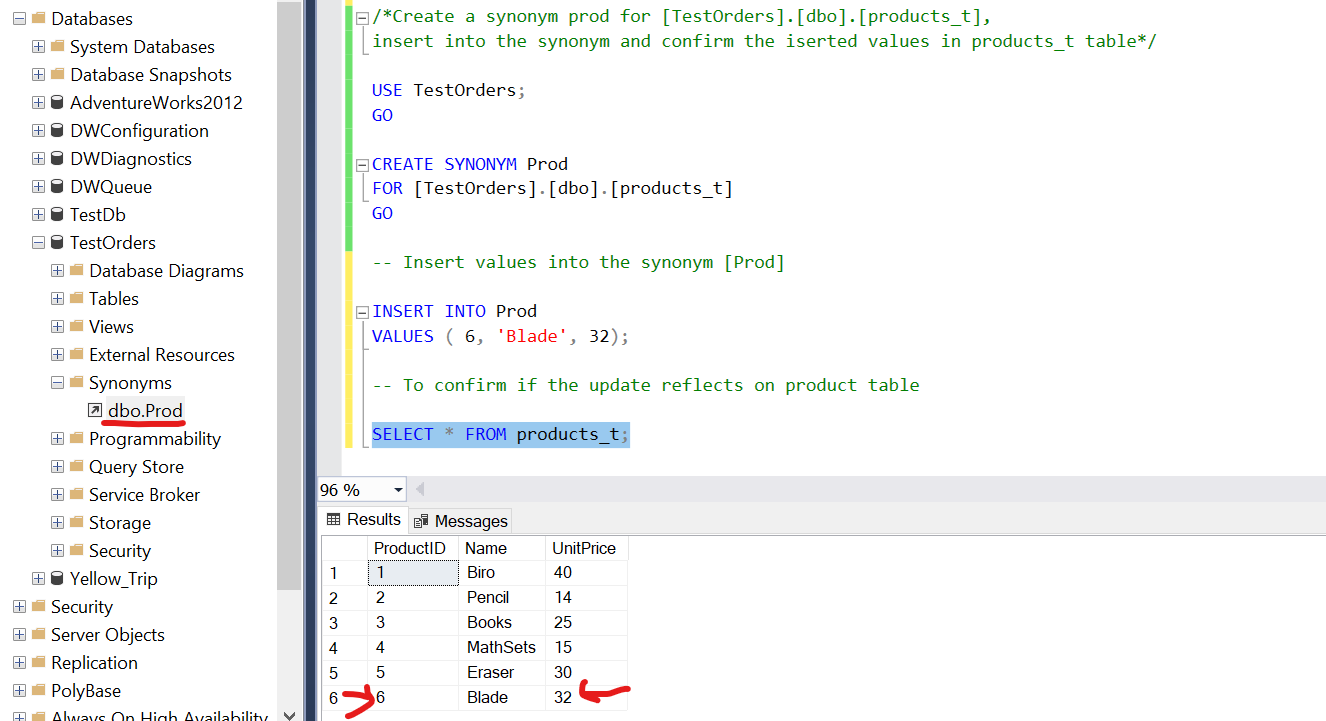 Databases
System Databases
Database Snapshots
AdventureWorks2012
DWConfiguration
DWDiagnostics
DWQueue
TestDb
TestOrders
Database Diagrams
Tables
Views
External Resources
Synonyms
dbo.Prod
Programmability
Query Store
Service Broker
Storage
Security
Yellow_Trip
Security
Server Objects
Replication
PolyBase
Always On High Availability
/*Create a synonym prod for [TestOrders].[dbo].[products_t],
insert into the synonym and confirm the iserted values in products_t table*/
USE TestOrders;
GO
CREATE SYNONYM Prod
FOR [TestOrders].[dbo].[products_t]
GO
-- Insert values into the synonym [Prod]
INSERT INTO Prod
VALUES ( 6, 'Blade', 32);
-- To confirm if the update reflects on product table
SELECT * FROM products_t;
96 %
Results Messages
ProductID Name UnitPrice
1 1 Biro 40
2 2 Pencil 14
3 3 Books 25
4 4 MathSets 15
5 5 Eraser 30
6 6 Blade 32